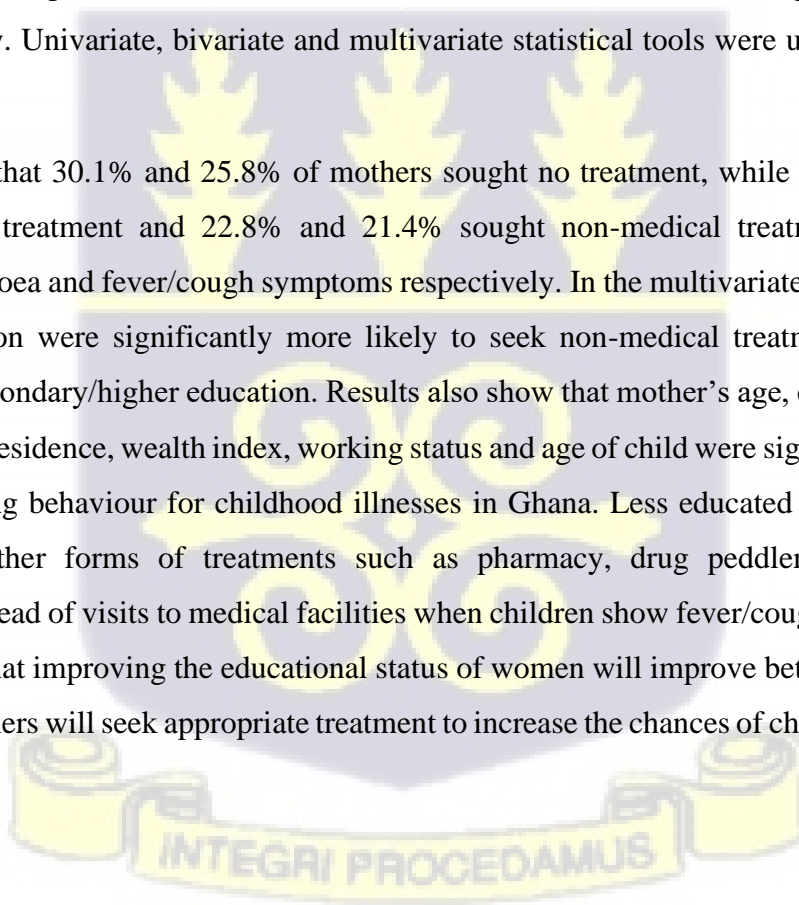 y. Univariate, bivariate and multivariate statistical tools were u
that 30.1% and 25.8% of mothers sought no treatment, while
treatment and 22.8% and 21.4% sought non-medical treatm
oea and fever/cough symptoms respectively. In the multivariate
on were significantly more likely to seek non-medical treatm
ondary/higher education. Results also show that mother's age,
esidence, wealth index, working status and age of child were sig
ng behaviour for childhood illnesses in Ghana. Less educated
ther forms of treatments such as pharmacy, drug peddler
ead of visits to medical facilities when children show fever/coug
hat improving the educational status of women will improve bet
ners will seek appropriate treatment to increase the chances of ch
INTEGRI PROCEDAMUS